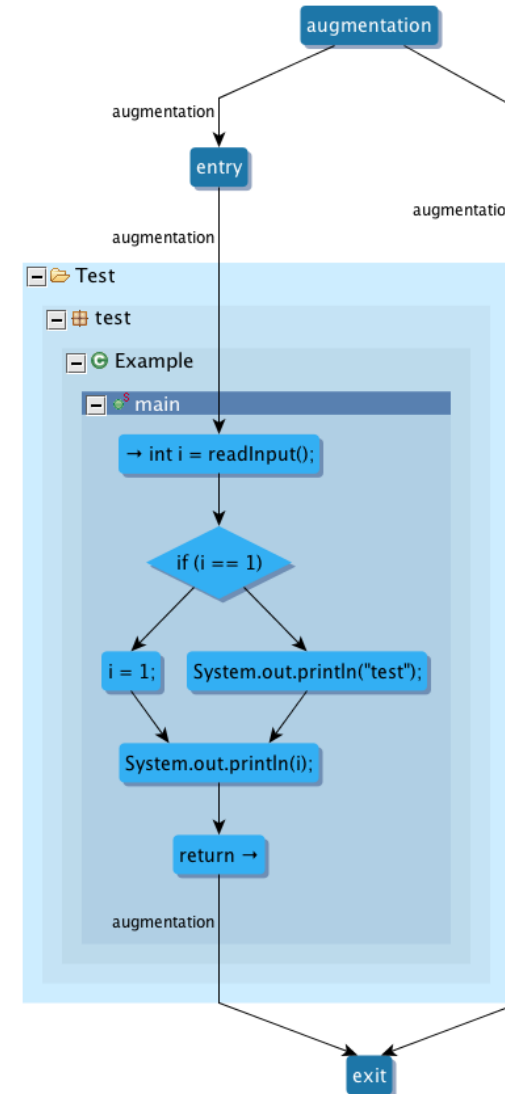 augmentation
augmentation
entry
augmentatio
augmentation
Test
test
Example
main
→ int i = readInput();
if (i == 1)
i = 1;
System.out.println("test");
System.out.println(i);
return →
augmentation
exit